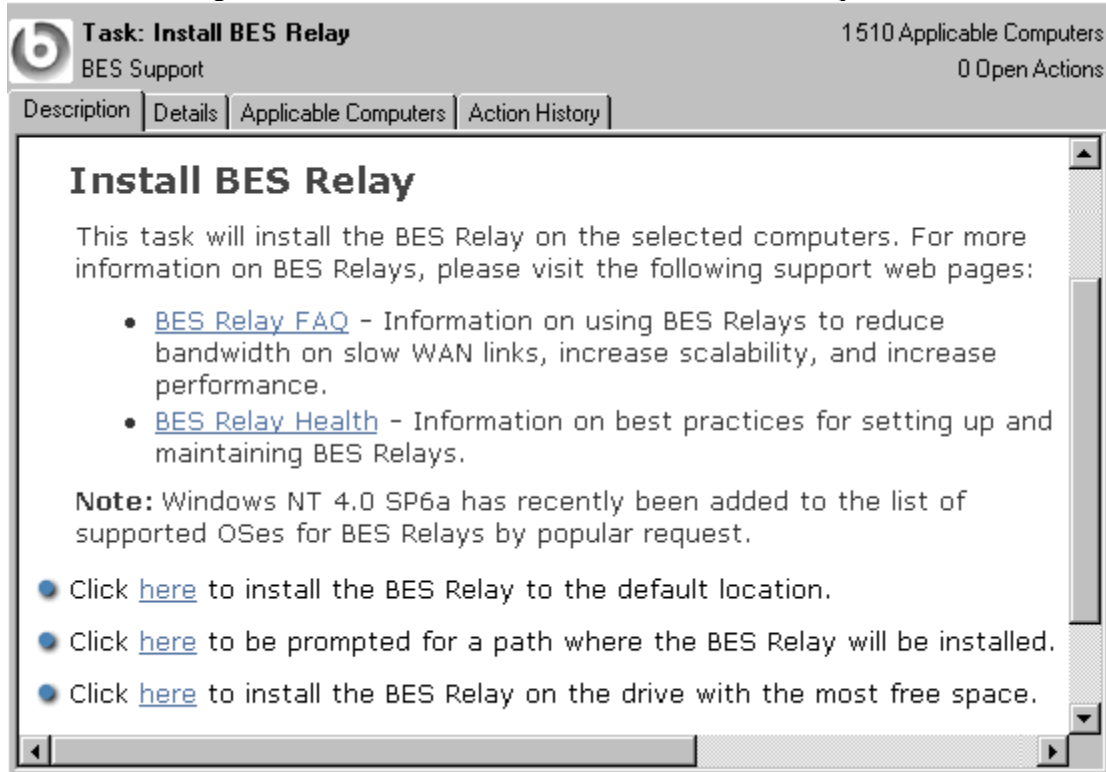 Task: Install BES Relay
1510 Applicable Computers
BES Support
0 Open Actions
Description Details Applicable Computers Action History
Install BES Relay
This task will install the BES Relay on the selected computers. For more
information on BES Relays, please visit the following support web pages:
• BES Relay FAQ – Information on using BES Relays to reduce
bandwidth on slow WAN links, increase scalability, and increase
performance.
• BES Relay Health – Information on best practices for setting up and
maintaining BES Relays.
Note: Windows NT 4.0 SP6a has recently been added to the list of
supported OSes for BES Relays by popular request.
Click here to install the BES Relay to the default location.
Click here to be prompted for a path where the BES Relay will be installed.
Click here to install the BES Relay on the drive with the most free space.